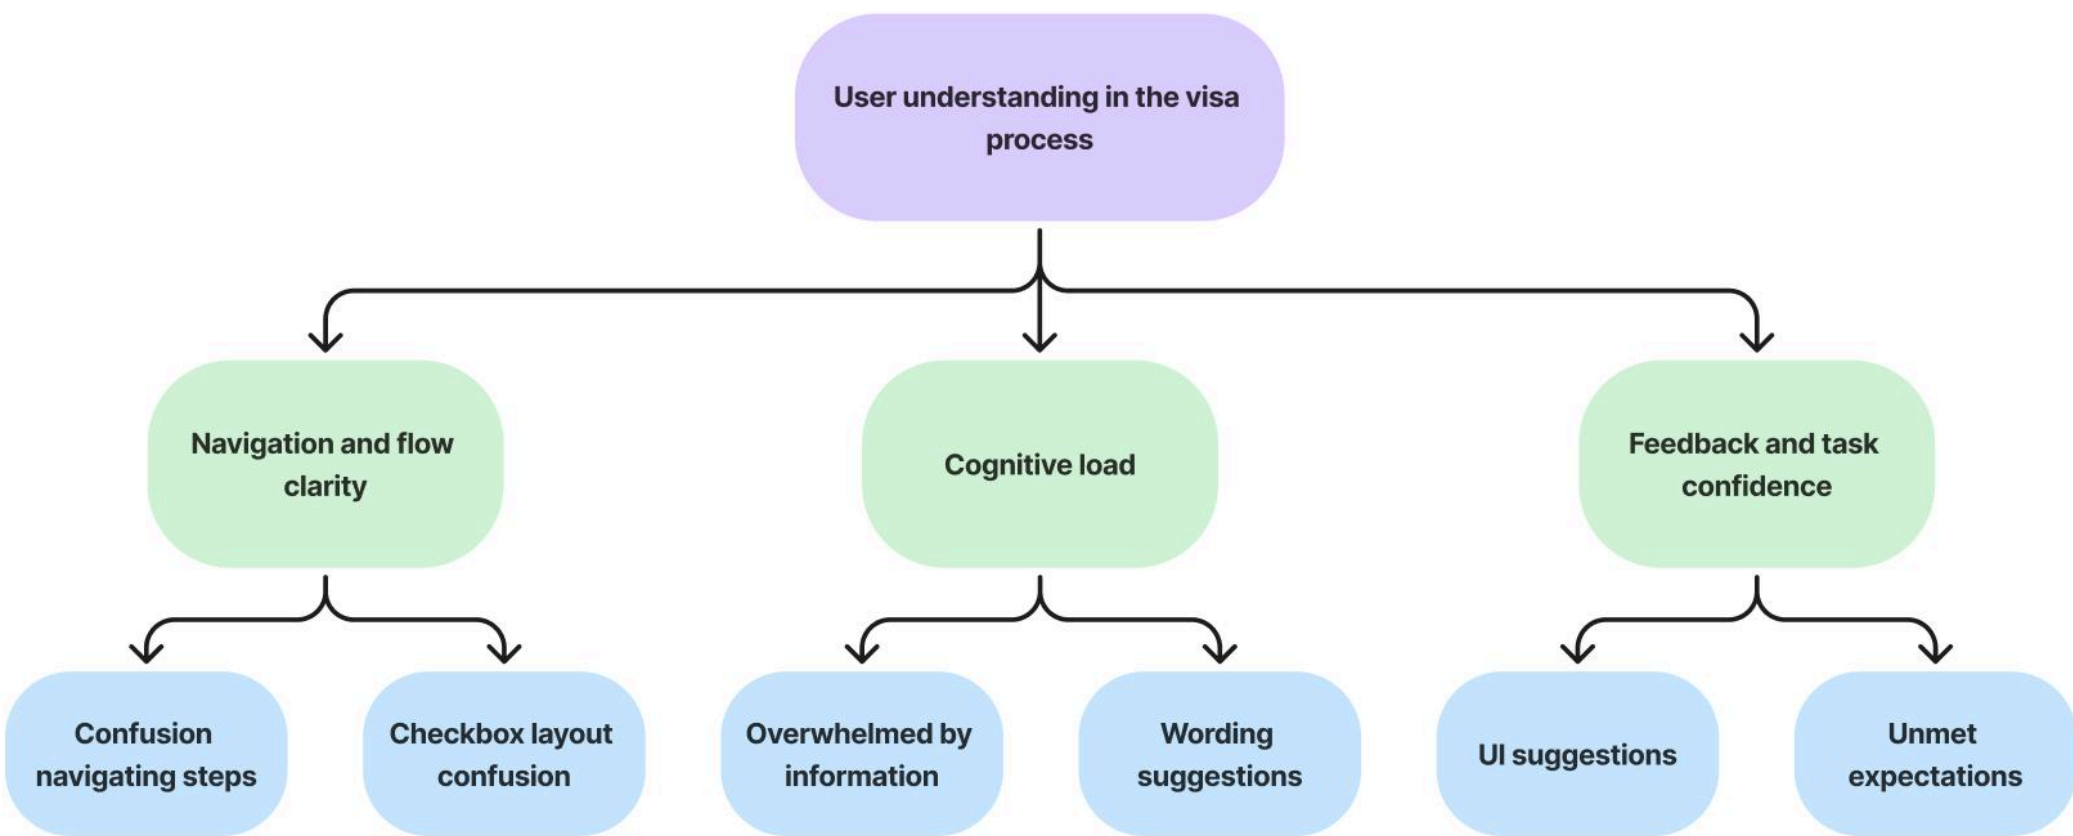 User understanding in the visa
process
Navigation and flow
clarity
Cognitive load
Feedback and task
confidence
Confusion
navigating steps
Checkbox layout
confusion
Overwhelmed by
information
Wording
suggestions
UI suggestions
Unmet
expectations